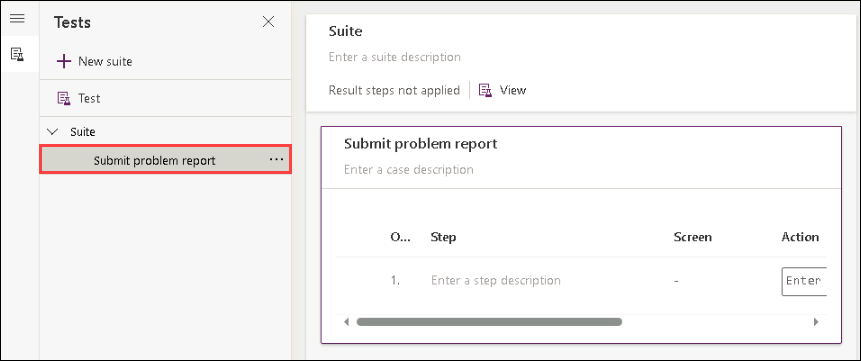 Tests
New suite
Test
Suite
Submit problem report
Suite
Enter a suite description
Result steps not applied
View
Submit problem report
Enter a case description
O... Step Screen Action
1. Enter a step description - Enter